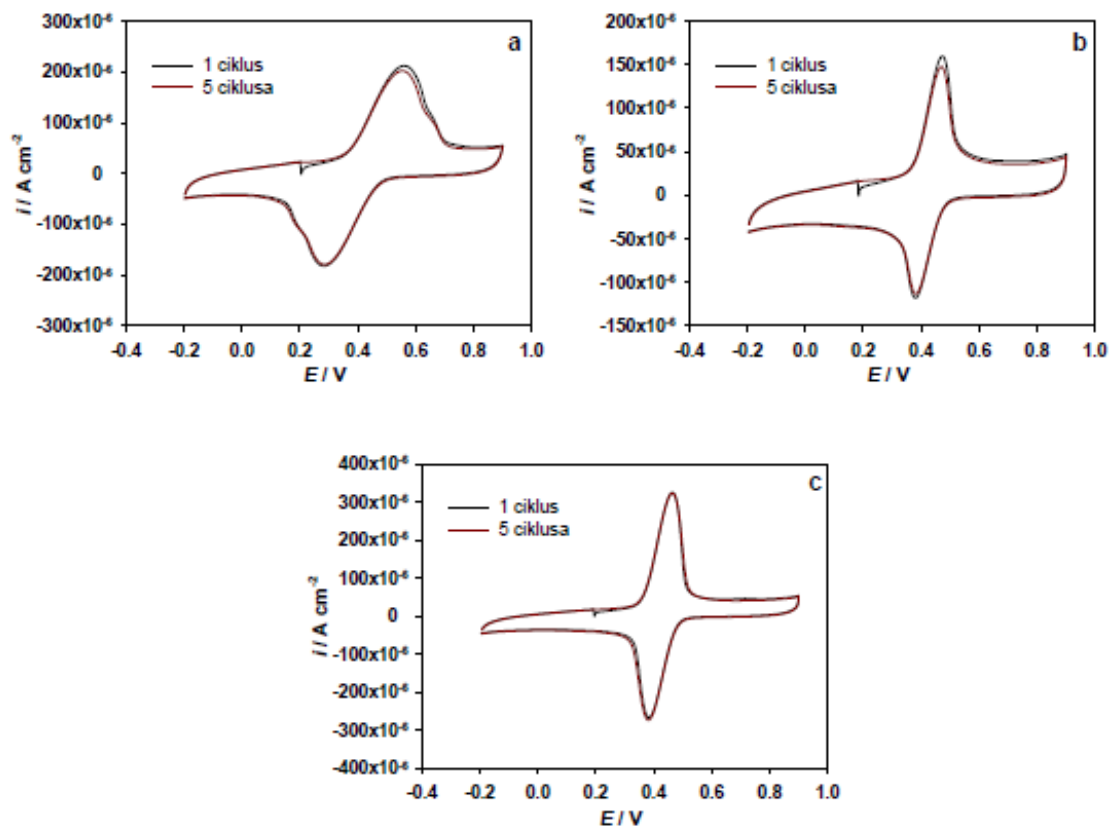 a
1 ciklus
5 ciklusa
300x10⁻⁶
200x10⁻⁶
100x10⁻⁶
0
-100x10⁻⁶
-200x10⁻⁶
-300x10⁻⁶
i / A cm⁻²
-0.4 -0.2 0.0 0.2 0.4 0.6 0.8 1.0
E / V
b
1 ciklus
5 ciklusa
200x10⁻⁶
150x10⁻⁶
100x10⁻⁶
50x10⁻⁶
0
-50x10⁻⁶
-100x10⁻⁶
-150x10⁻⁶
i / A cm⁻²
-0.4 -0.2 0.0 0.2 0.4 0.6 0.8 1.0
E / V
c
1 ciklus
5 ciklusa
400x10⁻⁶
300x10⁻⁶
200x10⁻⁶
100x10⁻⁶
0
-100x10⁻⁶
-200x10⁻⁶
-300x10⁻⁶
-400x10⁻⁶
i / A cm⁻²
-0.4 -0.2 0.0 0.2 0.4 0.6 0.8 1.0
E / V